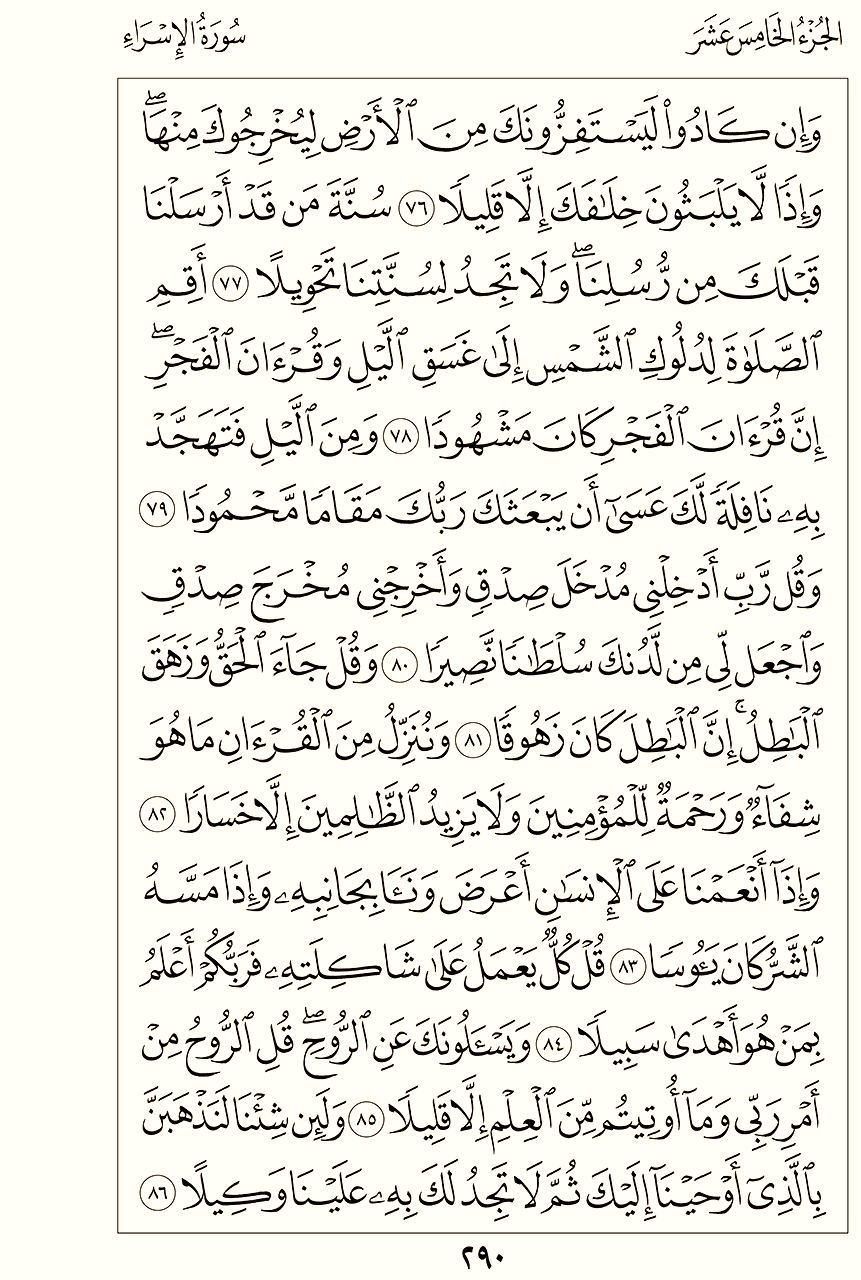 الجُزْءُ الخَامِسَ عَشَرَ
سُورَةُ الإِسْرَاءِ
وَإِن كَادُوا۟ لَيَسْتَفِزُّونَكَ مِنَ ٱلْأَرْضِ لِيُخْرِجُوكَ مِنْهَا ۖ
وَإِذًا لَّا يَلْبَثُونَ خِلَٰفَكَ إِلَّا قَلِيلًا ٧٦ سُنَّةَ مَن قَدْ أَرْسَلْنَا
قَبْلَكَ مِن رُّسُلِنَا ۖ وَلَا تَجِدُ لِسُنَّتِنَا تَحْوِيلًا ٧٧ أَقِمِ
ٱلصَّلَوٰةَ لِدُلُوكِ ٱلشَّمْسِ إِلَىٰ غَسَقِ ٱلَّيْلِ وَقُرْءَانَ ٱلْفَجْرِ ۖ
إِنَّ قُرْءَانَ ٱلْفَجْرِ كَانَ مَشْهُودًا ٧٨ وَمِنَ ٱلَّيْلِ فَتَهَجَّدْ
بِهِۦ نَافِلَةً لَّكَ عَسَىٰٓ أَن يَبْعَثَكَ رَبُّكَ مَقَامًا مَّحْمُودًا ٧٩
وَقُل رَّبِّ أَدْخِلْنِى مُدْخَلَ صِدْقٍ وَأَخْرِجْنِى مُخْرَجَ صِدْقٍ
وَٱجْعَل لِّى مِن لَّدُنكَ سُلْطَٰنًا نَّصِيرًا ٨٠ وَقُلْ جَآءَ ٱلْحَقُّ وَزَهَقَ
ٱلْبَٰطِلُ ۚ إِنَّ ٱلْبَٰطِلَ كَانَ زَهُوقًا ٨١ وَنُنَزِّلُ مِنَ ٱلْقُرْءَانِ مَا هُوَ
شِفَآءٌ وَرَحْمَةٌ لِّلْمُؤْمِنِينَ وَلَا يَزِيدُ ٱلظَّٰلِمِينَ إِلَّا خَسَارًا ٨٢
وَإِذَآ أَنْعَمْنَا عَلَى ٱلْإِنسَٰنِ أَعْرَضَ وَنَـَٔا بِجَانِبِهِۦ وَإِذَا مَسَّهُ
ٱلشَّرُّ كَانَ يَـُٔوسًا ٨٣ قُلْ كُلٌّ يَعْمَلُ عَلَىٰ شَاكِلَتِهِۦ فَرَبُّكُمْ أَعْلَمُ
بِمَنْ هُوَ أَهْدَىٰ سَبِيلًا ٨٤ وَيَسْـَٔلُونَكَ عَنِ ٱلرُّوحِ ۖ قُلِ ٱلرُّوحُ مِنْ
أَمْرِ رَبِّى وَمَآ أُوتِيتُم مِّنَ ٱلْعِلْمِ إِلَّا قَلِيلًا ٨٥ وَلَئِن شِئْنَا لَنَذْهَبَنَّ
بِٱلَّذِىٓ أَوْحَيْنَآ إِلَيْكَ ثُمَّ لَا تَجِدُ لَكَ بِهِۦ عَلَيْنَا وَكِيلًا ٨٦
٢٩٠